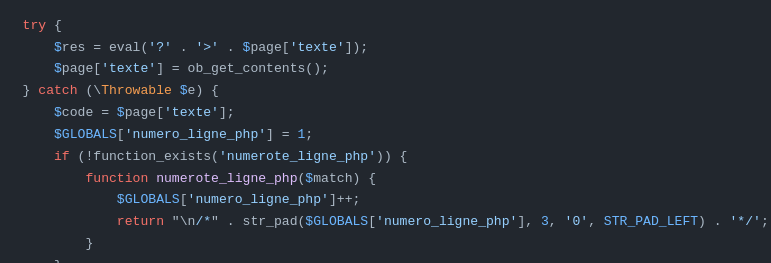 try {
    $res = eval('?' . '>' . $page['texte']);
    $page['texte'] = ob_get_contents();
} catch (\Throwable $e) {
    $code = $page['texte'];
    $GLOBALS['numero_ligne_php'] = 1;
    if (!function_exists('numerote_ligne_php')) {
        function numerote_ligne_php($match) {
            $GLOBALS['numero_ligne_php']++;
            return "\n/*" . str_pad($GLOBALS['numero_ligne_php'], 3, '0', STR_PAD_LEFT) . '*/';
        }
    }